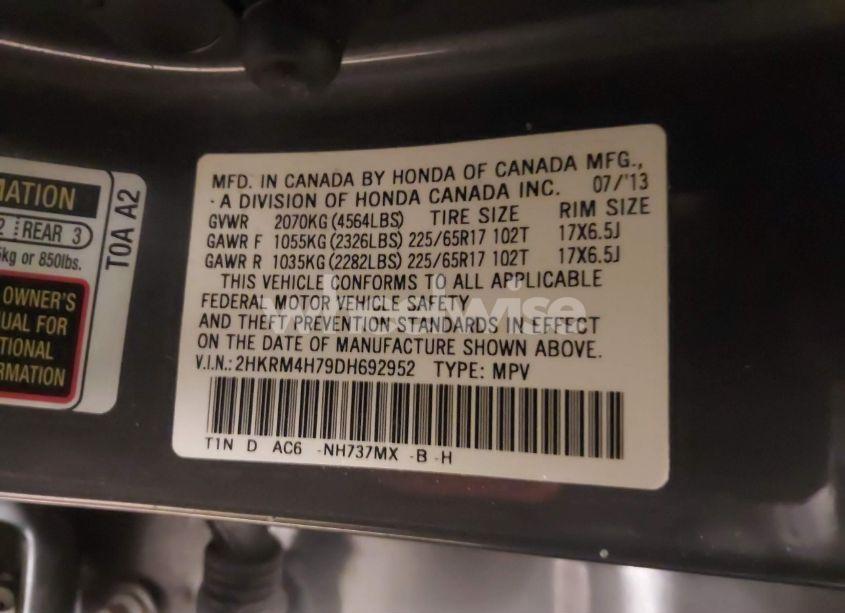 MATION
2 REAR 3
kg or 850lbs.
OWNER'S
UAL FOR
TIONAL
RMATION
TOA A2
MFD. IN CANADA BY HONDA OF CANADA MFG.,
A DIVISION OF HONDA CANADA INC. 07/'13
GVWR 2070KG (4564LBS) TIRE SIZE RIM SIZE
GAWR F 1055KG (2326LBS) 225/65R17 102T 17X6.5J
GAWR R 1035KG (2282LBS) 225/65R17 102T 17X6.5J
THIS VEHICLE CONFORMS TO ALL APPLICABLE
FEDERAL MOTOR VEHICLE SAFETY
AND THEFT PREVENTION STANDARDS IN EFFECT
ON THE DATE OF MANUFACTURE SHOWN ABOVE.
V.I.N.: 2HKRM4H79DH692952 TYPE: MPV
T1N D AC6 -NH737MX -B -H